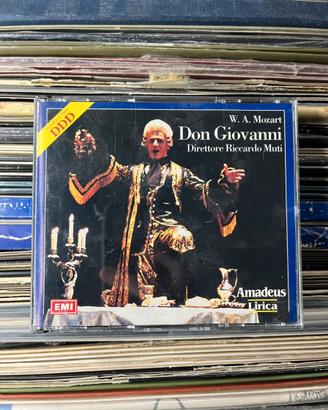 DDD
W. A. Mozart
Don Giovanni
Direttore Riccardo Muti
EMI
Amadeus
Lirica